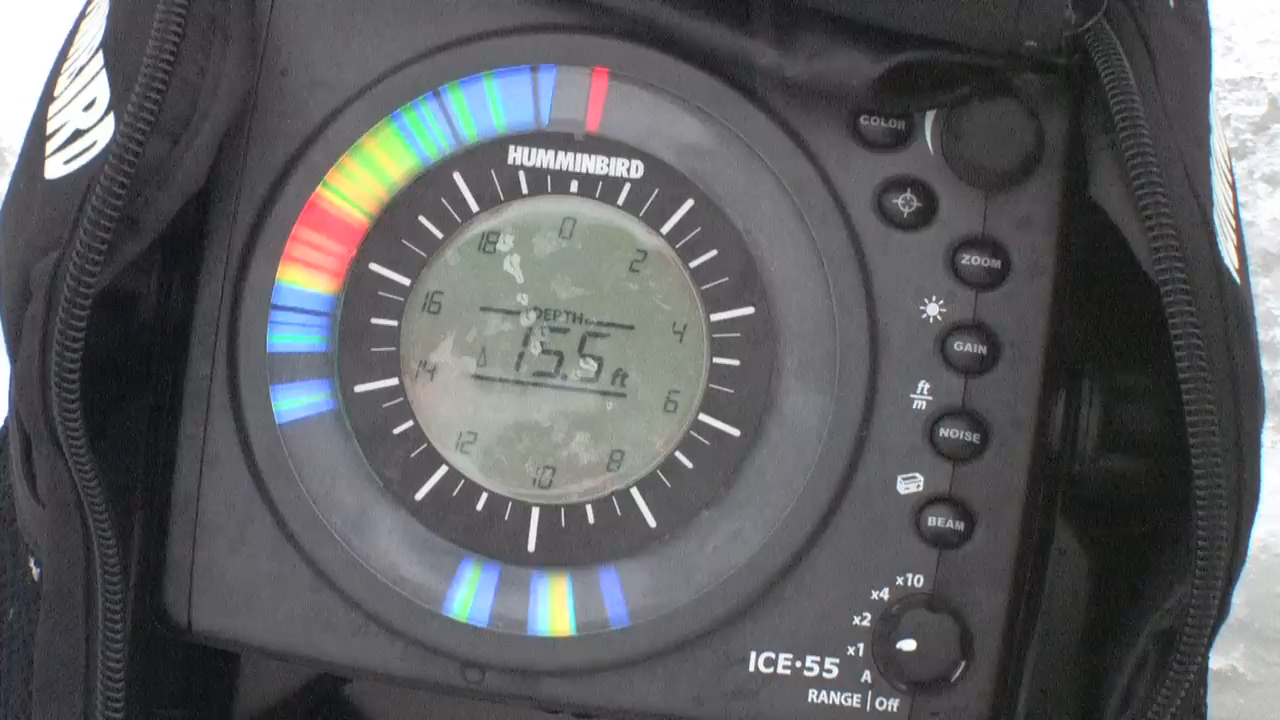 HUMMINBIRD
0
2
4
6
8
10
12
14
16
18
DEPTH
15.5 ft
COLOR
ZOOM
GAIN
ft
m
NOISE
BEAM
x10
x4
x2
x1
A
ICE·55
RANGE | Off